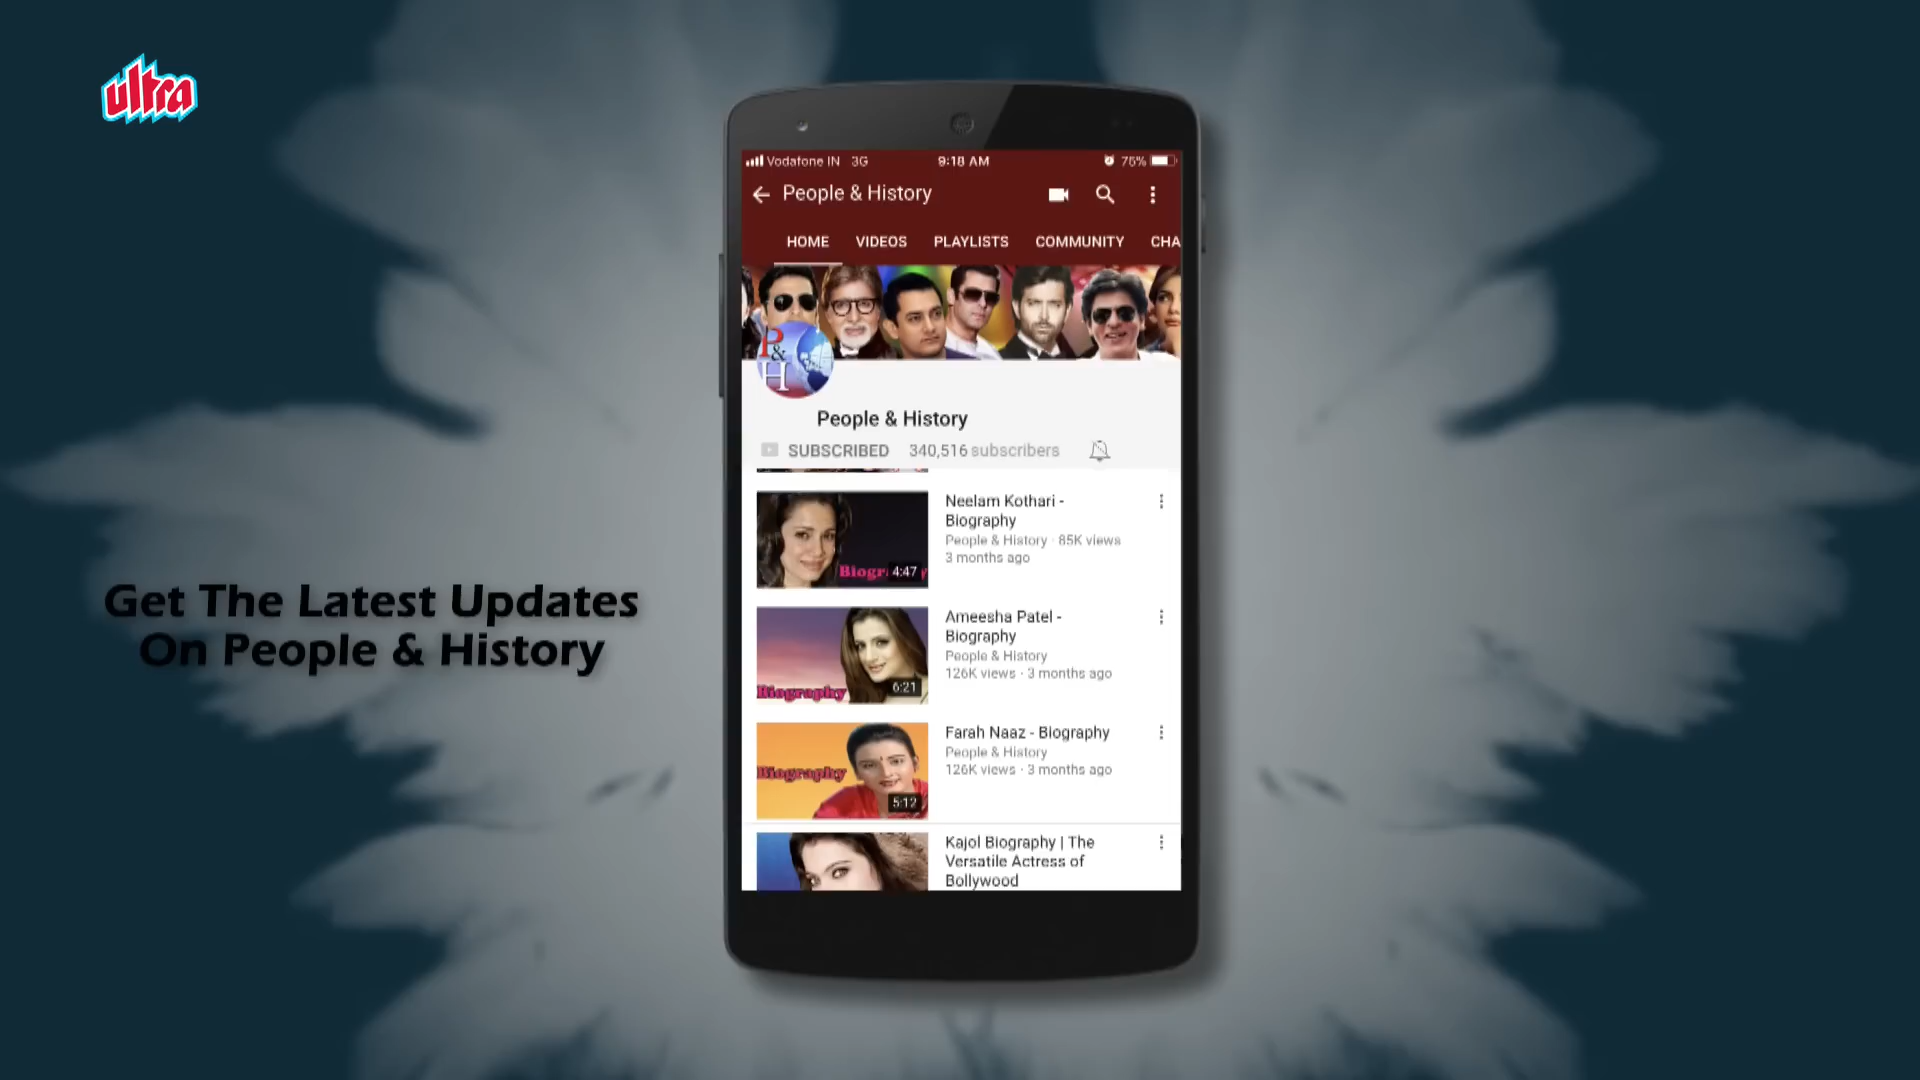 ultra
Vodafone IN 3G 9:18 AM 75%
People & History
HOME VIDEOS PLAYLISTS COMMUNITY CHA
P
&
H
People & History
SUBSCRIBED 340,516 subscribers
Neelam Kothari -
Biography
People & History · 85K views
3 months ago
4:47
Ameesha Patel -
Biography
People & History
126K views · 3 months ago
Biography
6:21
Farah Naaz - Biography
People & History
126K views · 3 months ago
Biography
5:12
Kajol Biography | The
Versatile Actress of
Bollywood
Get The Latest Updates
On People & History